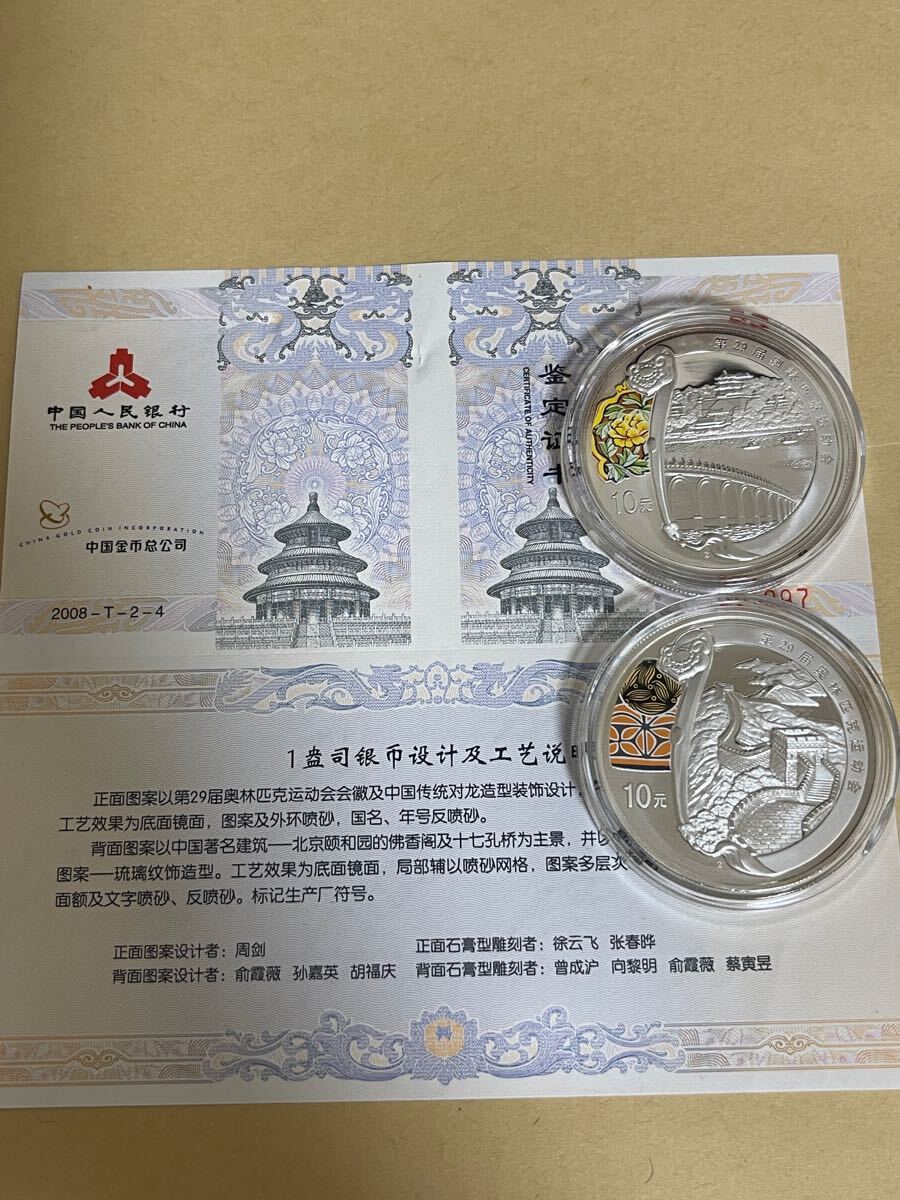 中国人民银行
THE PEOPLE'S BANK OF CHINA
CHINA GOLD COIN INCORPORATION
中国金币总公司
2008-T-2-4
鉴定证
CERTIFICATE OF AUTHENTICITY
第29届奥林匹克运动会
10元
2
997
第29届奥林匹克运动会
10元
1盎司银币设计及工艺说明
正面图案以第29届奥林匹克运动会会徽及中国传统对龙造型装饰设计，
工艺效果为底面镜面，图案及外环喷砂，国名、年号反喷砂。
背面图案以中国著名建筑——北京颐和园的佛香阁及十七孔桥为主景，并
图案——琉璃纹饰造型。工艺效果为底面镜面，局部辅以喷砂网格，图案多层次
面额及文字喷砂、反喷砂。标记生产厂符号。
正面图案设计者：周剑
正面石膏型雕刻者：徐云飞 张春晔
背面图案设计者：俞霞薇 孙嘉英 胡福庆
背面石膏型雕刻者：曾成沪 向黎明 俞霞薇 蔡寅昱